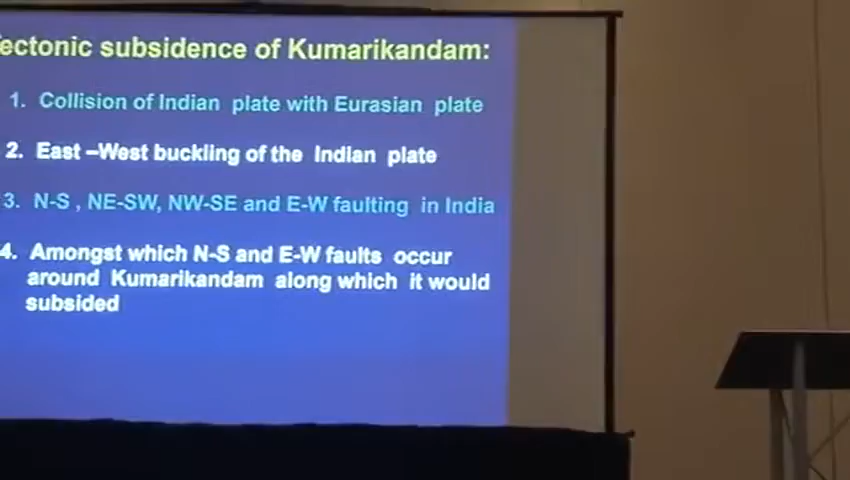 ectonic subsidence of Kumarikandam:
1. Collision of Indian plate with Eurasian plate
2. East –West buckling of the Indian plate
3. N-S , NE-SW, NW-SE and E-W faulting in India
4. Amongst which N-S and E-W faults occur
around Kumarikandam along which it would
subsided